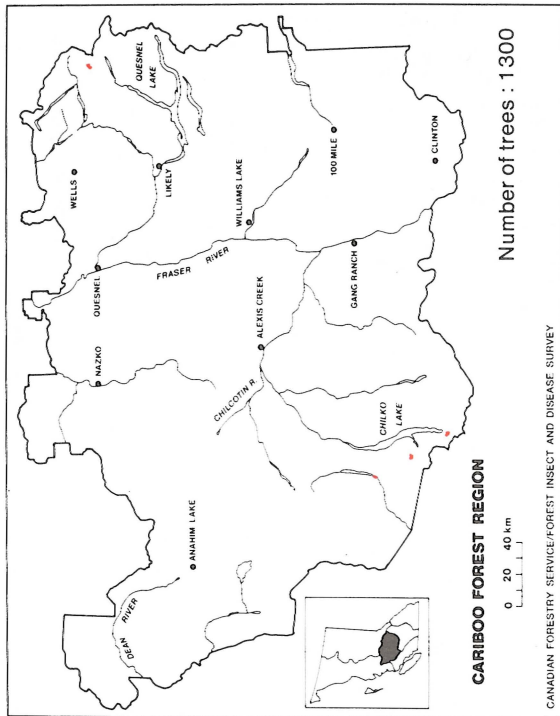 WELLS
QUESNEL
LAKE
LIKELY
QUESNEL
NAZKO
FRASER RIVER
WILLIAMS LAKE
100 MILE
CLINTON
GANG RANCH
ALEXIS CREEK
CHILCOTIN R
CHILKO
LAKE
ANAHIM LAKE
DEAN RIVER
Number of trees : 1300
CARIBOO FOREST REGION
0 20 40 km
CANADIAN FORESTRY SERVICE/FOREST INSECT AND DISEASE SURVEY